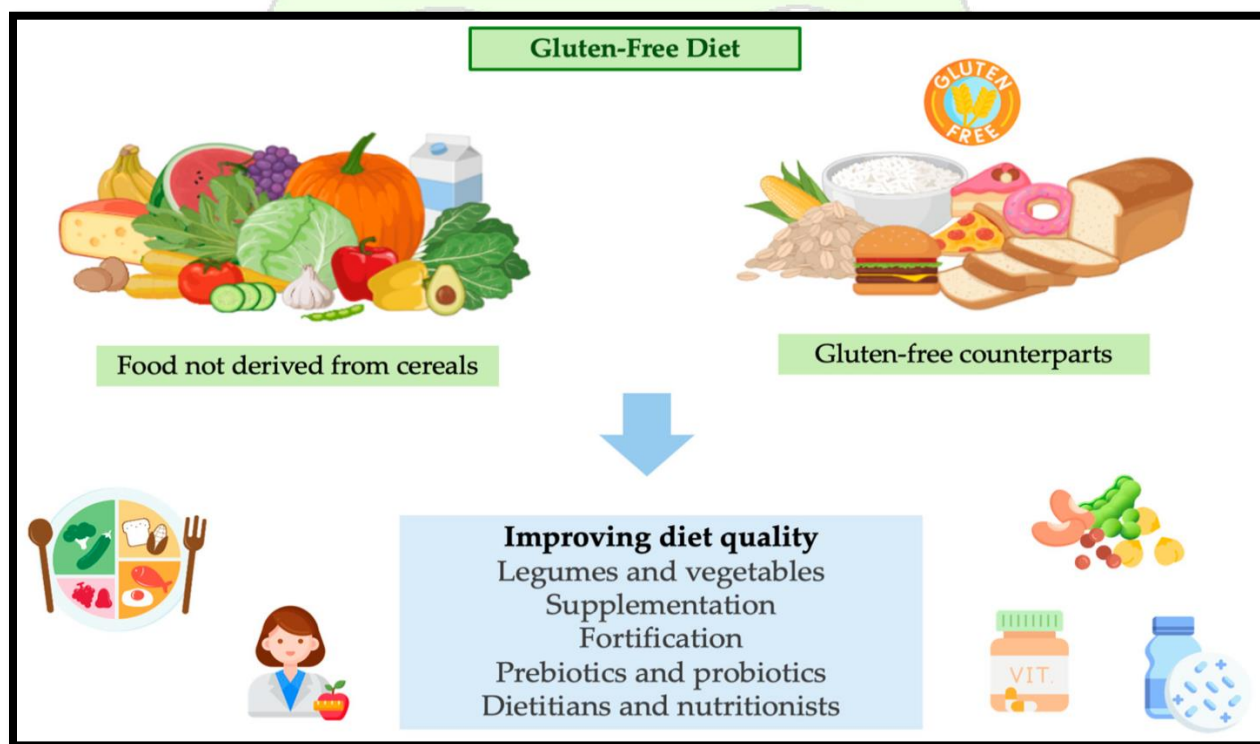 Gluten-Free Diet
GLUTEN
FREE
Food not derived from cereals
Gluten-free counterparts
Improving diet quality
Legumes and vegetables
Supplementation
Fortification
Prebiotics and probiotics
Dietitians and nutritionists
VIT.